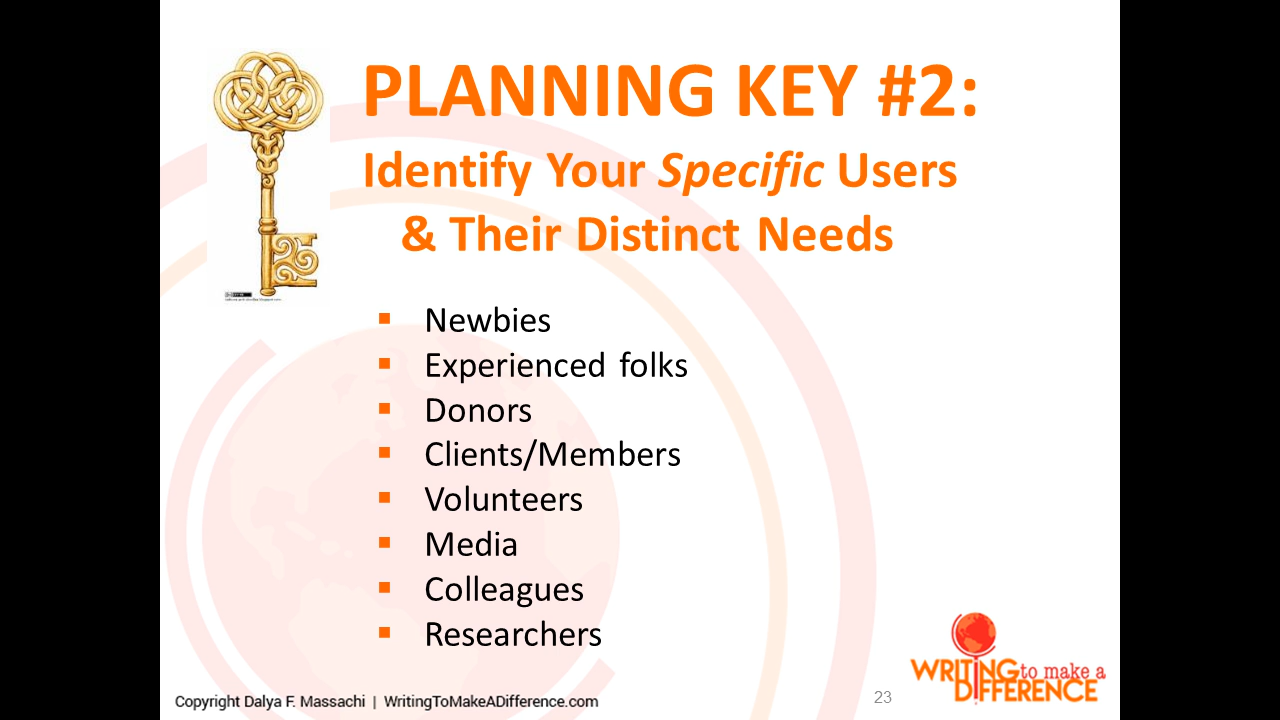 PLANNING KEY #2:
Identify Your Specific Users
& Their Distinct Needs
Newbies
Experienced folks
Donors
Clients/Members
Volunteers
Media
Colleagues
Researchers
WRITING to make a
DIFFERENCE
Copyright Dalya F. Massachi | WritingToMakeADifference.com
23